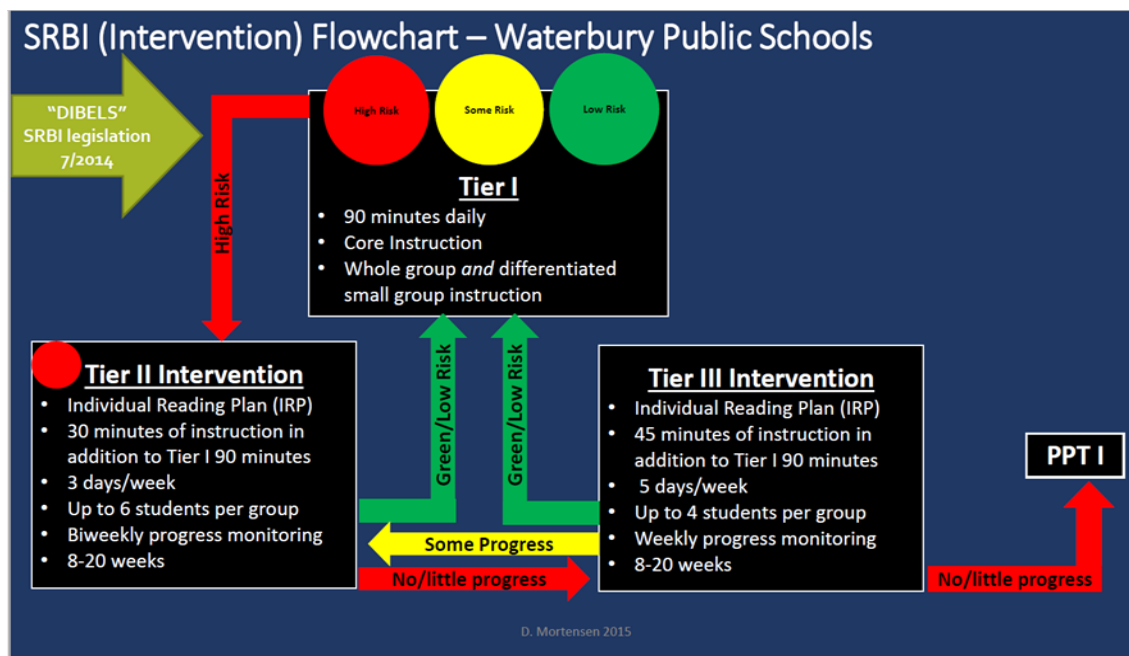 SRBI (Intervention) Flowchart – Waterbury Public Schools
"DIBELS"
SRBI legislation
7/2014
High Risk
Some Risk
Low Risk
High Risk
Tier I
• 90 minutes daily
• Core Instruction
• Whole group and differentiated
small group instruction
Tier II Intervention
• Individual Reading Plan (IRP)
• 30 minutes of instruction in
addition to Tier I 90 minutes
• 3 days/week
• Up to 6 students per group
• Biweekly progress monitoring
• 8-20 weeks
Green/Low Risk
Green/Low Risk
Some Progress
No/little progress
Tier III Intervention
• Individual Reading Plan (IRP)
• 45 minutes of instruction in
addition to Tier I 90 minutes
• 5 days/week
• Up to 4 students per group
• Weekly progress monitoring
• 8-20 weeks
No/little progress
PPT I
D. Mortensen 2015